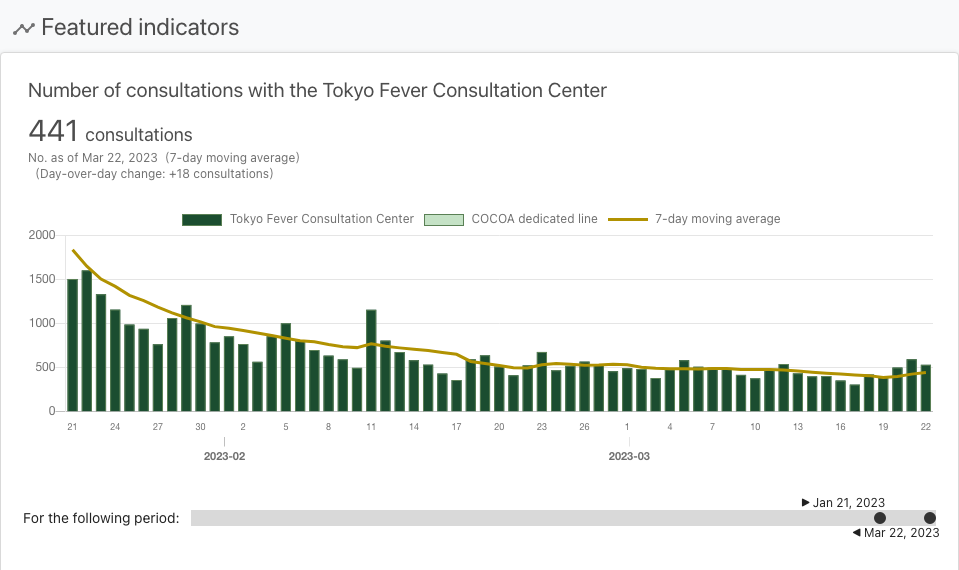 Featured indicators
Number of consultations with the Tokyo Fever Consultation Center
441 consultations
No. as of Mar 22, 2023 (7-day moving average)
(Day-over-day change: +18 consultations)
Tokyo Fever Consultation Center COCOA dedicated line 7-day moving average
2000
1500
1000
500
0
21 24 27 30 2 5 8 11 14 17 20 23 26 1 4 7 10 13 16 19 22
2023-02 2023-03
▶ Jan 21, 2023
For the following period:
◀ Mar 22, 2023